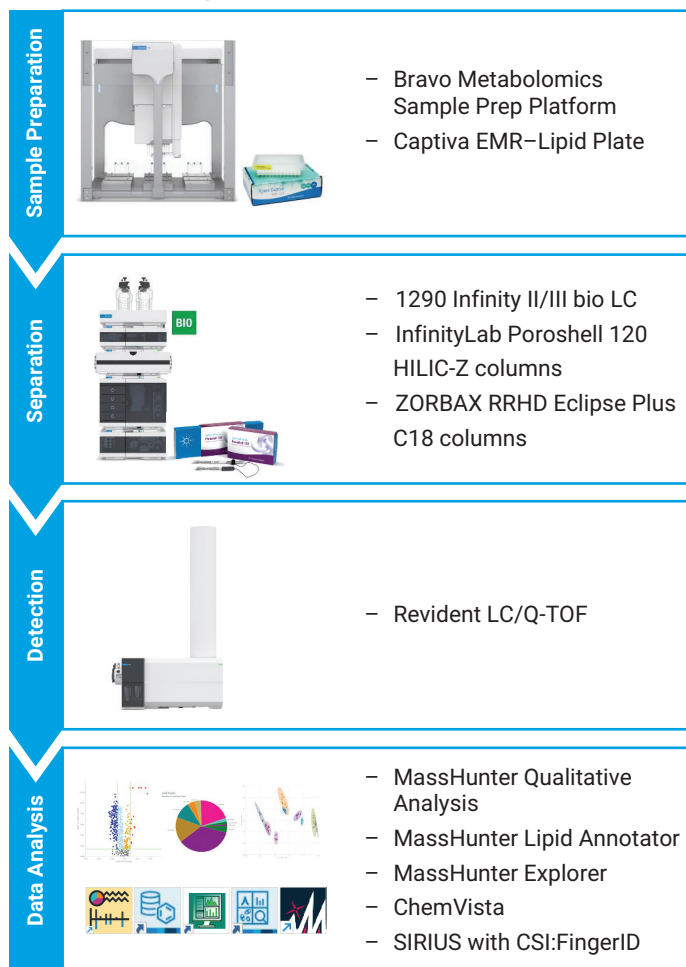 Sample Preparation
– Bravo Metabolomics
Sample Prep Platform
– Captiva EMR–Lipid Plate
Separation
BIO
– 1290 Infinity II/III bio LC
– InfinityLab Poroshell 120
HILIC-Z columns
– ZORBAX RRHD Eclipse Plus
C18 columns
Detection
– Revident LC/Q-TOF
Data Analysis
– MassHunter Qualitative
Analysis
– MassHunter Lipid Annotator
– MassHunter Explorer
– ChemVista
– SIRIUS with CSI:FingerID